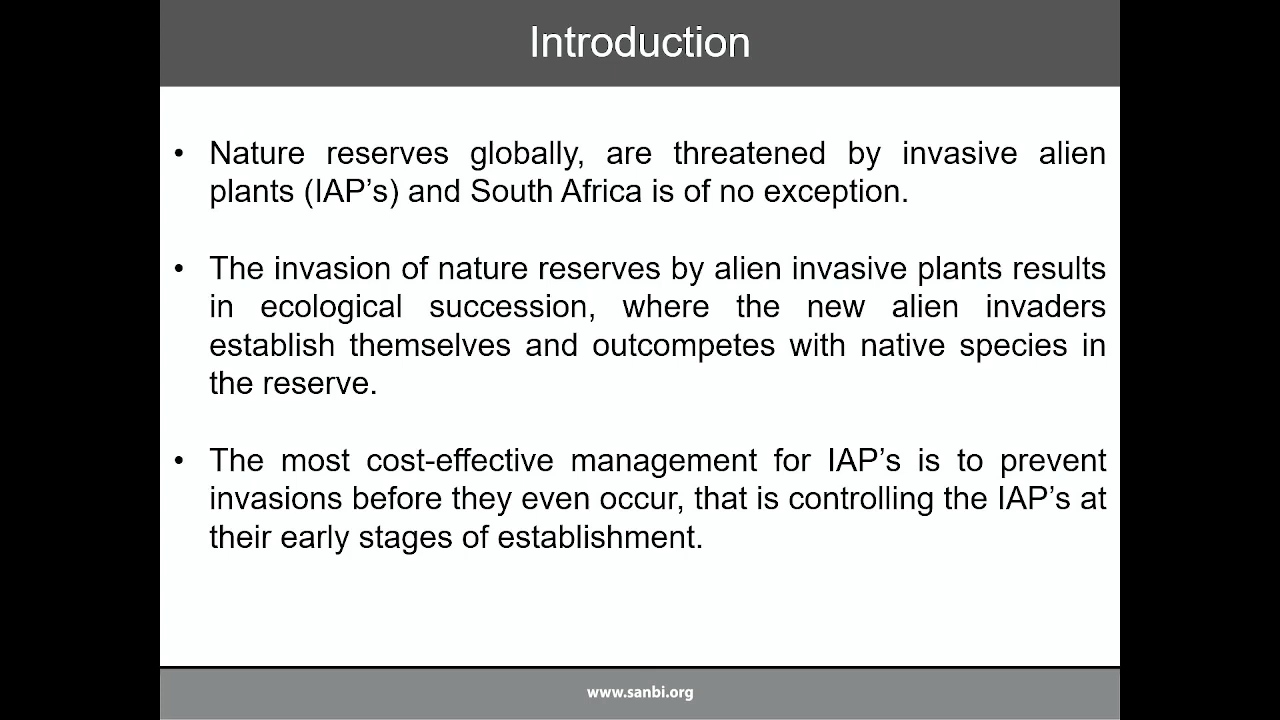 Introduction
• Nature reserves globally, are threatened by invasive alien
plants (IAP’s) and South Africa is of no exception.
• The invasion of nature reserves by alien invasive plants results
in ecological succession, where the new alien invaders
establish themselves and outcompetes with native species in
the reserve.
• The most cost-effective management for IAP’s is to prevent
invasions before they even occur, that is controlling the IAP’s at
their early stages of establishment.
www.sanbi.org